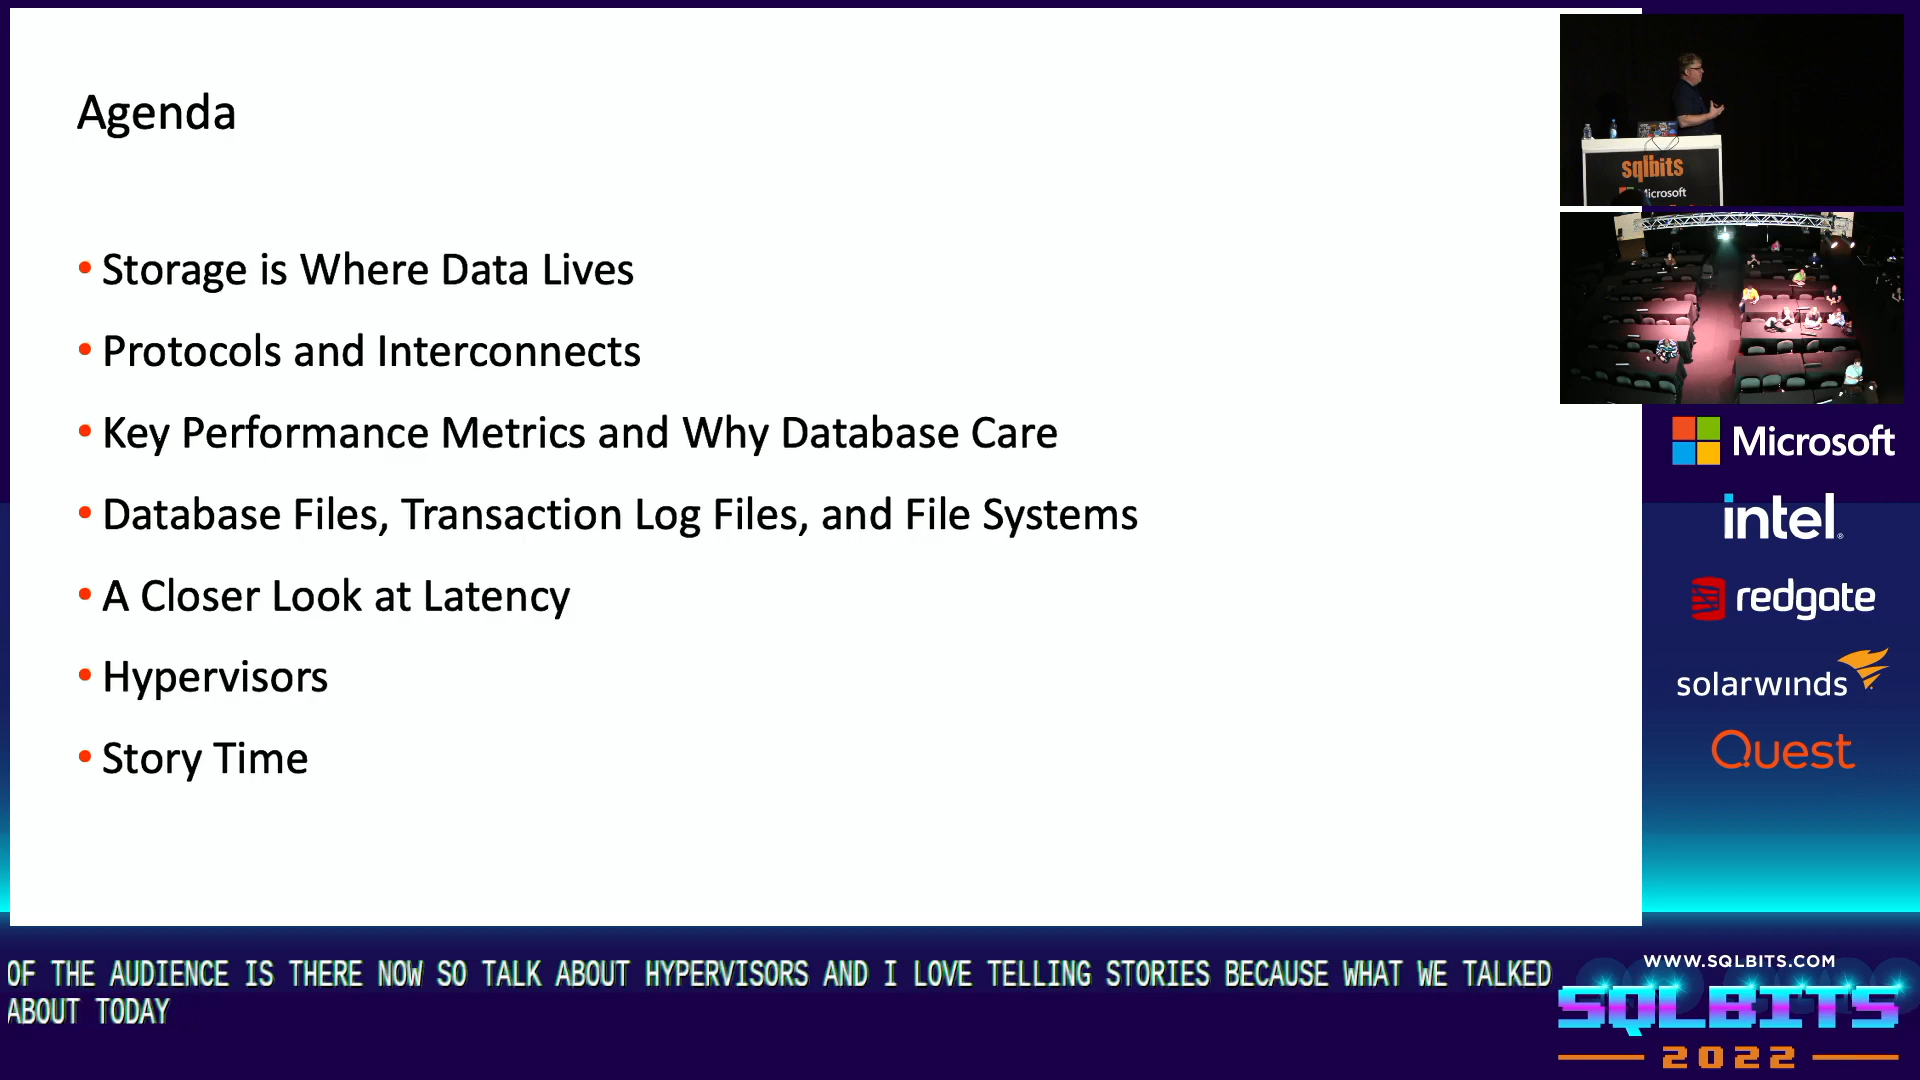 Agenda
• Storage is Where Data Lives
• Protocols and Interconnects
• Key Performance Metrics and Why Database Care
• Database Files, Transaction Log Files, and File Systems
• A Closer Look at Latency
• Hypervisors
• Story Time
sqlbits
Microsoft
Microsoft
intel
redgate
solarwinds
Quest
OF THE AUDIENCE IS THERE NOW SO TALK ABOUT HYPERVISORS AND I LOVE TELLING STORIES BECAUSE WHAT WE TALKED
ABOUT TODAY
WWW.SQLBITS.COM
SQLBITS
2022